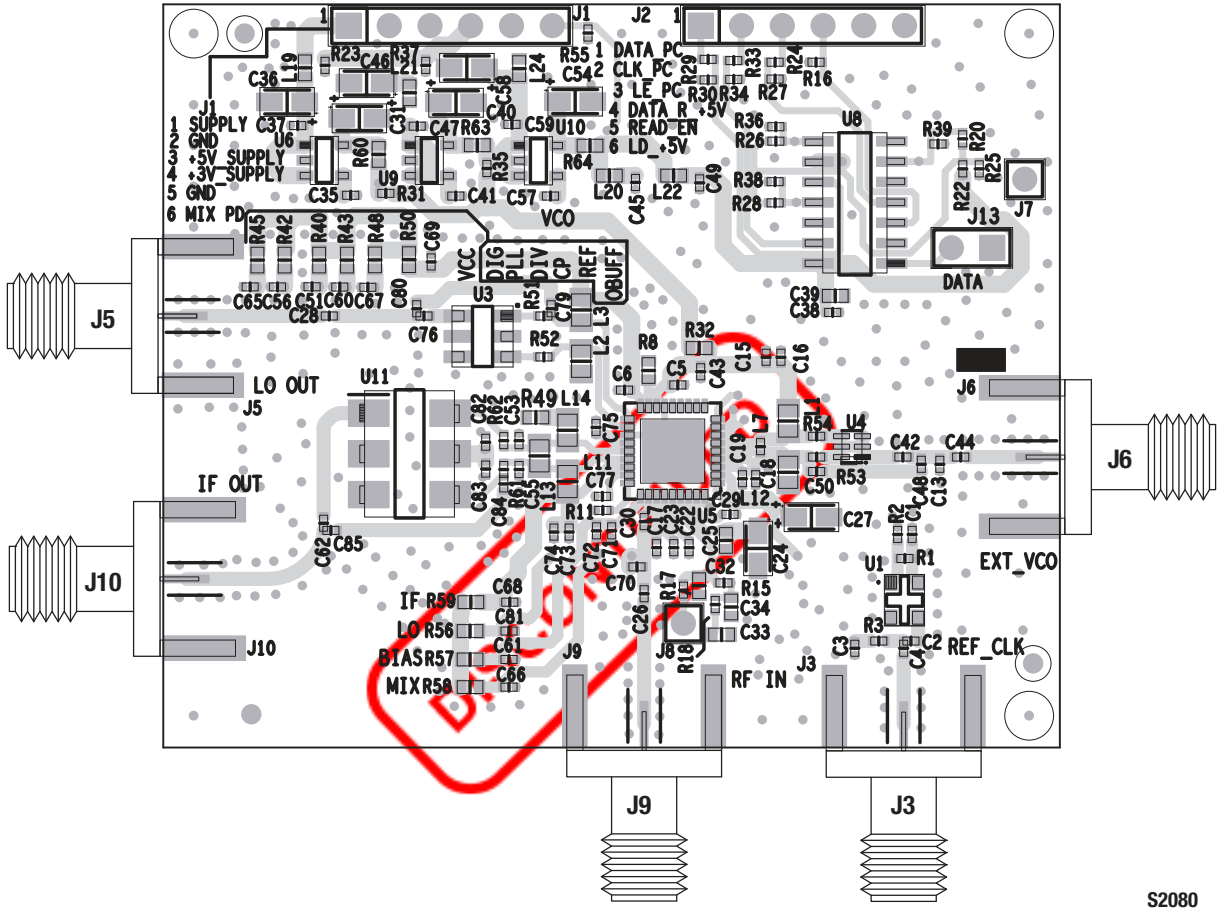 1
J1
J2
1
R23
R37
C46
L19
C36
L21
L24
R55
C54
C58
C31
C40
C47
R63
C59
U10
C37
J1
1 SUPPLY
2 GND
3 +5V_SUPPLY
4 +3V_SUPPLY
5 GND
6 MIX PD
1 DATA_PC
2 CLK_PC
3 LE_PC
4 DATA_R_+5V
5 READ_EN
6 LD_+5V
R29
R33
R24
R16
R30
R34
R27
R36
R26
R38
R28
U8
R39
R20
R25
R22
J7
J13
DATA
U6
R60
U9
R31
C35
C41
R35
C57
R64
L20
L22
C45
C49
VCO
R45
R42
R40
R43
R48
R50
C69
VCC
DIG
PLL
DIV
CP
REF
OBUFF
C65
C56
C51
C60
C67
C80
C28
C76
U3
R51
C79
L3
R52
L2
C39
C38
J5
LO OUT
J5
R32
R8
C5
C43
C6
C15
C16
J6
U11
C82
R62
C53
R49
L14
C75
C19
L7
L1
R54
U4
C42
C44
J6
IF OUT
C83
C84
R61
C55
L13
L11
C77
R11
C18
L12
C50
R53
C48
C13
C29
U5
C27
C62
C85
C74
C73
C72
C71
C30
C17
C23
C22
C25
C24
R2
C1
R1
U1
EXT_VCO
J10
J10
C70
C26
C32
R17
R15
C34
C33
J8
R18
IF R59 C68
LO R56 C81
BIAS R57 C61
MIX R58 C66
J9
RF IN
J3
C3
R3
C2
C4
REF_CLK
J9
J3
S2080